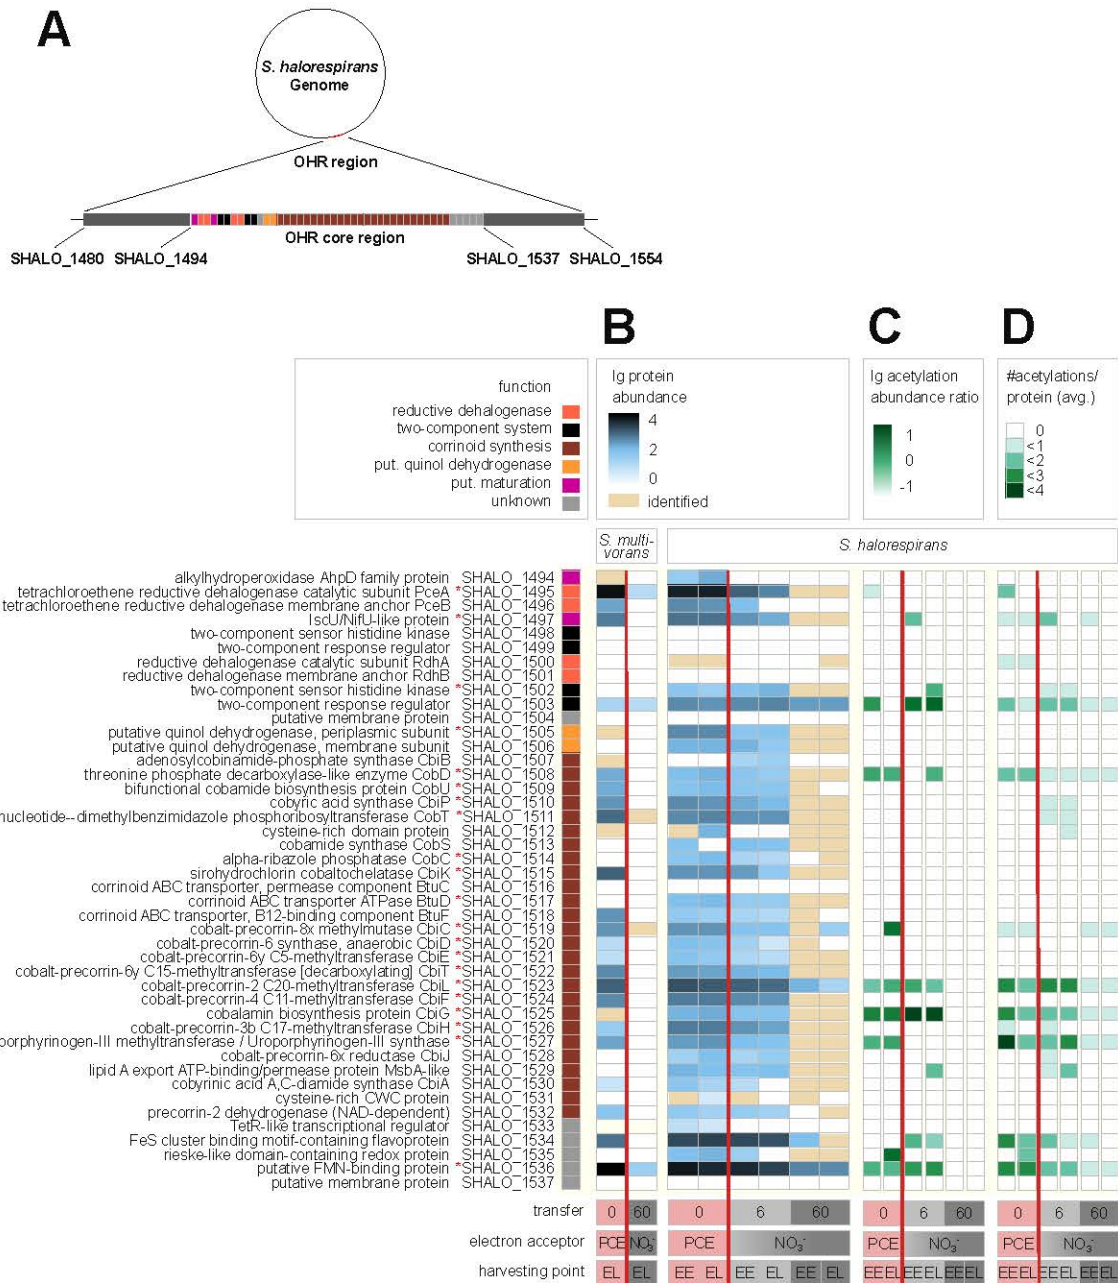 A
S. halorespirans
Genome
OHR region
OHR core region
SHALO_1480 SHALO_1494 SHALO_1537 SHALO_1554
B
C
D
function
reductive dehalogenase
two-component system
corrinoid synthesis
put. quinol dehydrogenase
put. maturation
unknown
lg protein
abundance
4
2
0
identified
lg acetylation
abundance ratio
1
0
-1
#acetylations/
protein (avg.)
0
<1
<2
<3
<4
S. multi-
vorans
S. halorespirans
alkylhydroperoxidase AhpD family protein SHALO_1494
tetrachloroethene reductive dehalogenase catalytic subunit PceA *SHALO_1495
tetrachloroethene reductive dehalogenase membrane anchor PceB SHALO_1496
IscU/NifU-like protein *SHALO_1497
two-component sensor histidine kinase SHALO_1498
two-component response regulator SHALO_1499
reductive dehalogenase catalytic subunit RdhA SHALO_1500
reductive dehalogenase membrane anchor RdhB SHALO_1501
two-component sensor histidine kinase *SHALO_1502
two-component response regulator SHALO_1503
putative membrane protein SHALO_1504
putative quinol dehydrogenase, periplasmic subunit *SHALO_1505
putative quinol dehydrogenase, membrane subunit SHALO_1506
adenosylcobinamide-phosphate synthase CbiB SHALO_1507
threonine phosphate decarboxylase-like enzyme CobD *SHALO_1508
bifunctional cobamide biosynthesis protein CobU *SHALO_1509
cobyric acid synthase CbiP *SHALO_1510
nucleotide--dimethylbenzimidazole phosphoribosyltransferase CobT *SHALO_1511
cysteine-rich domain protein SHALO_1512
cobamide synthase CobS SHALO_1513
alpha-ribazole phosphatase CobC *SHALO_1514
sirohydrochlorin cobaltochelatase CbiK *SHALO_1515
corrinoid ABC transporter, permease component BtuC SHALO_1516
corrinoid ABC transporter ATPase BtuD *SHALO_1517
corrinoid ABC transporter, B12-binding component BtuF SHALO_1518
cobalt-precorrin-8x methylmutase CbiC *SHALO_1519
cobalt-precorrin-6 synthase, anaerobic CbiD *SHALO_1520
cobalt-precorrin-6y C5-methyltransferase CbiE *SHALO_1521
cobalt-precorrin-6y C15-methyltransferase [decarboxylating] CbiT *SHALO_1522
cobalt-precorrin-2 C20-methyltransferase CbiL *SHALO_1523
cobalt-precorrin-4 C11-methyltransferase CbiF *SHALO_1524
cobalamin biosynthesis protein CbiG *SHALO_1525
cobalt-precorrin-3b C17-methyltransferase CbiH *SHALO_1526
oorphyrinogen-III methyltransferase / Uroporphyrinogen-III synthase *SHALO_1527
cobalt-precorrin-6x reductase CbiJ SHALO_1528
lipid A export ATP-binding/permease protein MsbA-like SHALO_1529
cobyrinic acid A,C-diamide synthase CbiA SHALO_1530
cysteine-rich CWC protein SHALO_1531
precorrin-2 dehydrogenase (NAD-dependent) SHALO_1532
TetR-like transcriptional regulator SHALO_1533
FeS cluster binding motif-containing flavoprotein SHALO_1534
rieske-like domain-containing redox protein SHALO_1535
putative FMN-binding protein *SHALO_1536
putative membrane protein SHALO_1537
transfer 0 60 0 6 60 0 6 60 0 6 60
electron acceptor PCE NO₃⁻ PCE NO₃⁻ PCE NO₃⁻ PCE NO₃⁻
harvesting point EL EL EE EL EE EL EE EL EE EL EE EL EE EL EE EL EE EL EE EL